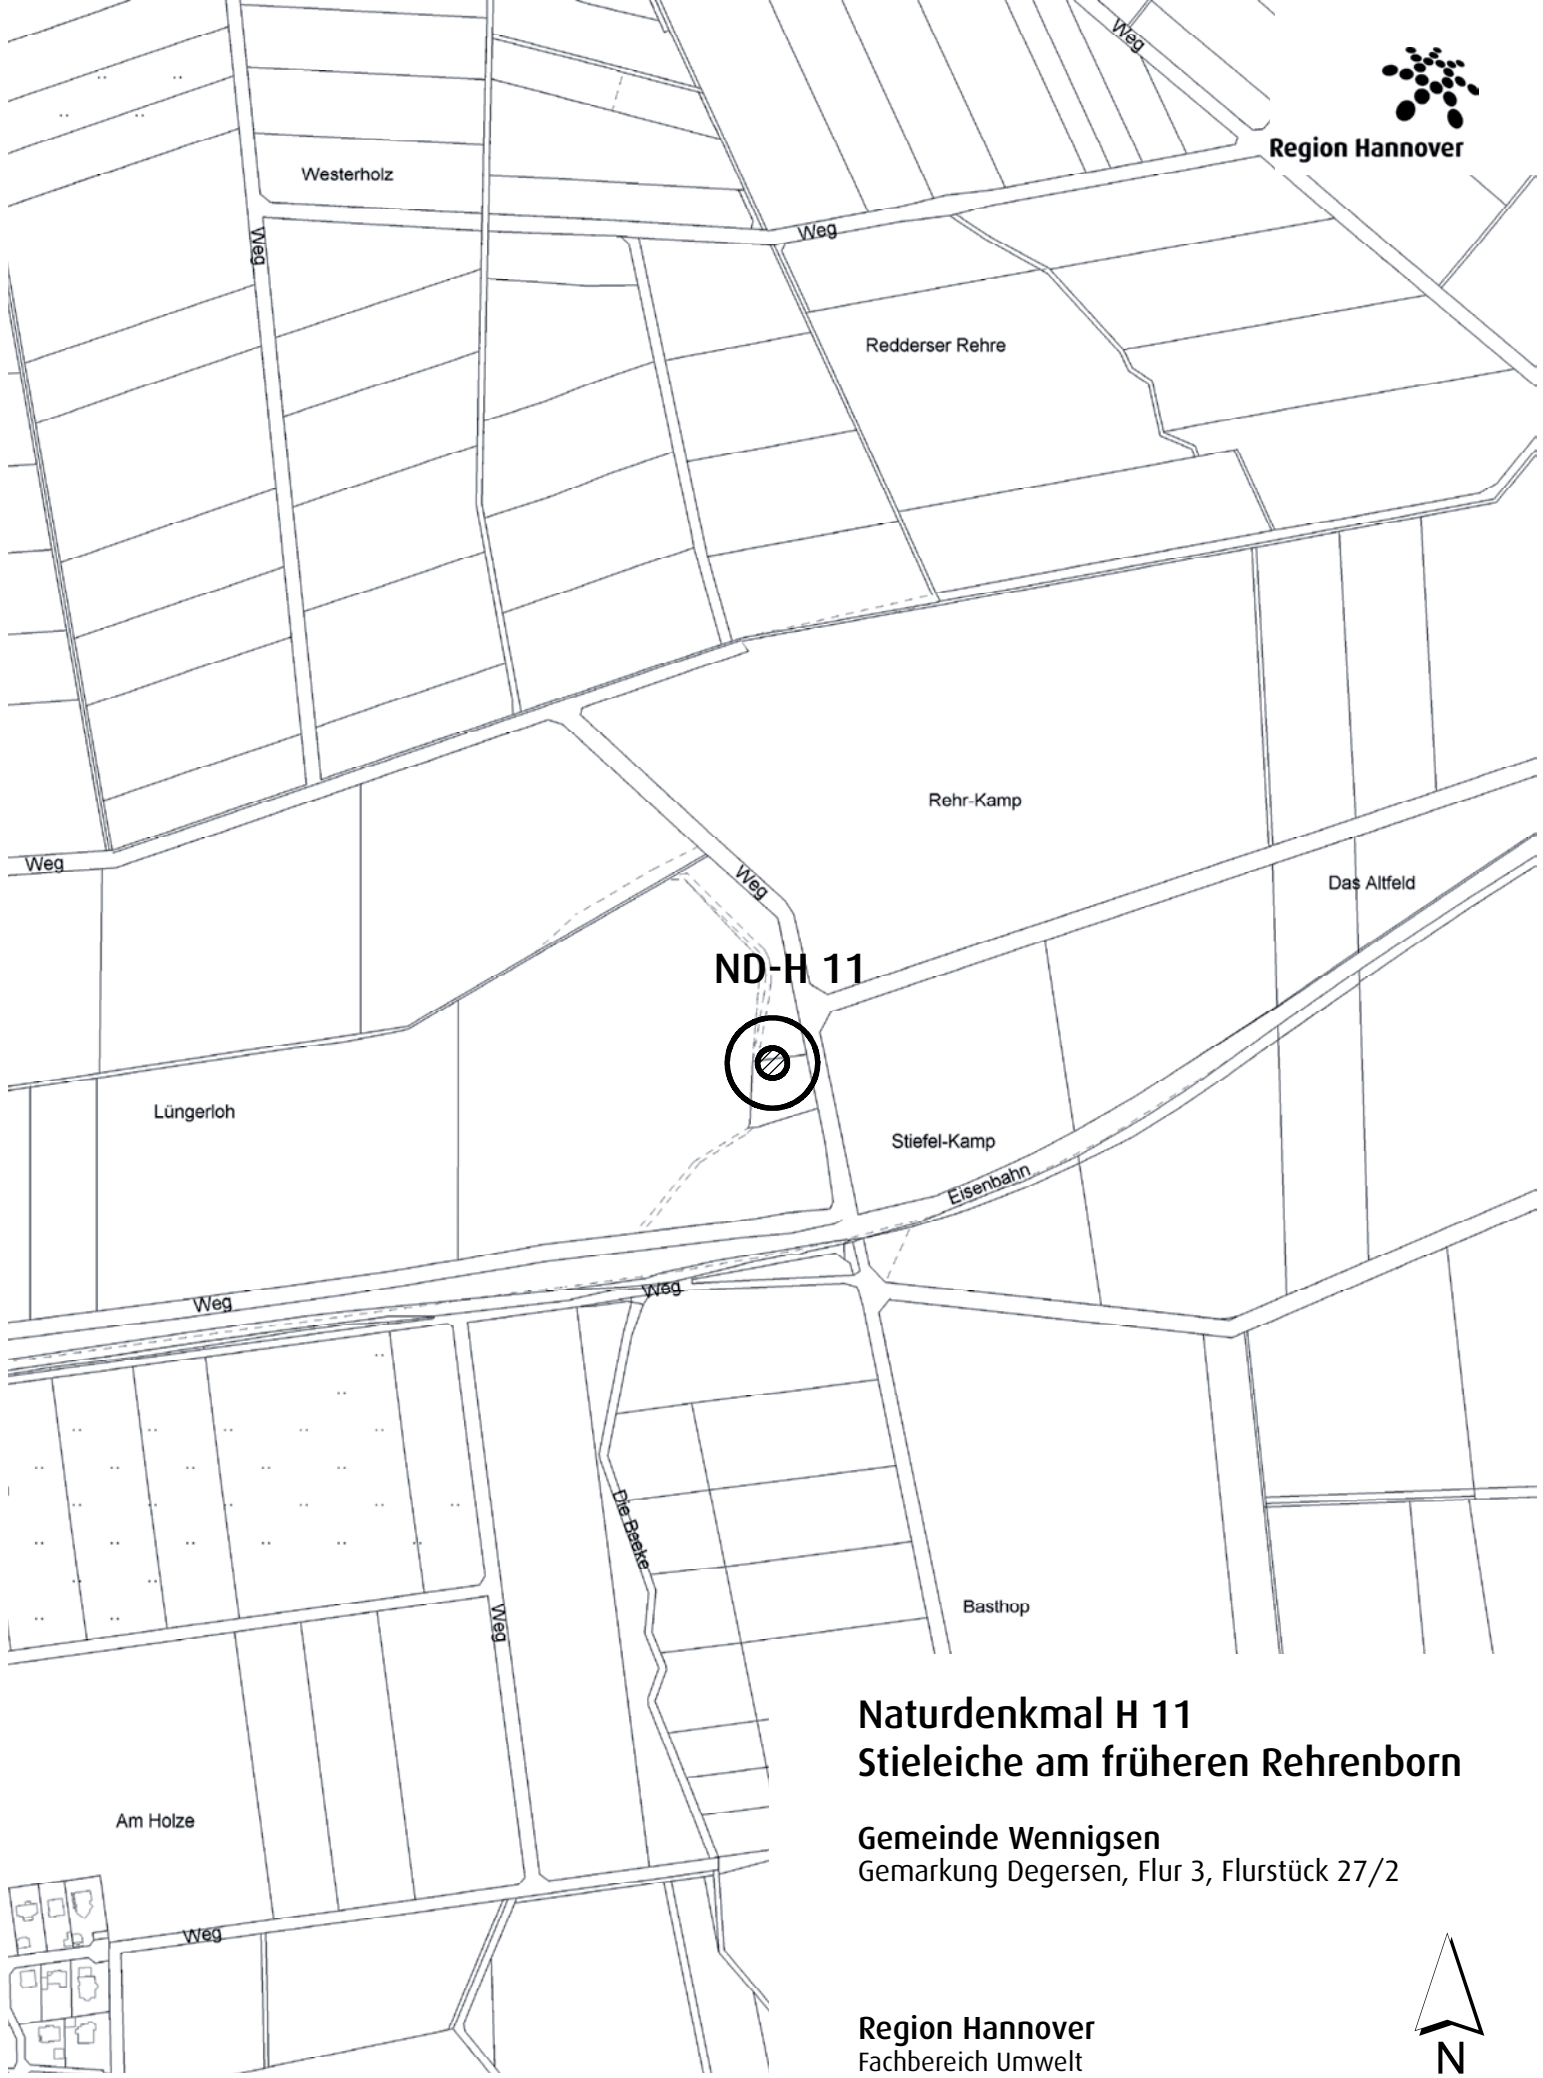 Weg
Region Hannover
Westerholz
Weg
Weg
Redderser Rehre
Rehr-Kamp
Weg
Weg
Das Altfeld
ND-H 11
Lüngerloh
Stiefel-Kamp
Eisenbahn
Weg
Weg
Die Beeke
Weg
Basthop
Naturdenkmal H 11
Stieleiche am früheren Rehrenborn
Am Holze
Gemeinde Wennigsen
Gemarkung Degersen, Flur 3, Flurstück 27/2
Weg
Region Hannover
Fachbereich Umwelt
N